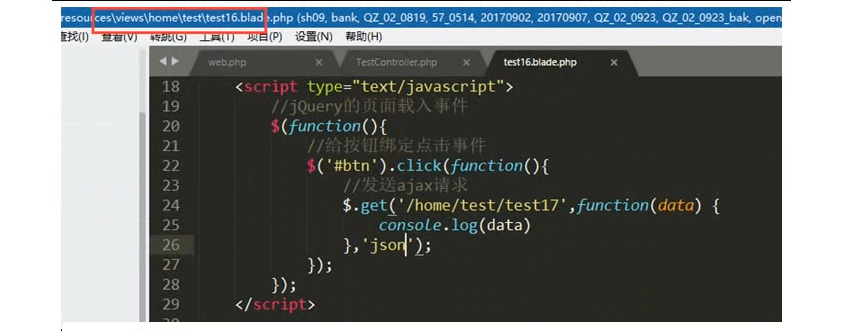 resources\views\home\test\test16.blade.php (sh09, bank, QZ_02_0819, 57_0514, 20170902, 20170907, QZ_02_0923, QZ_02_0923_bak, open
查找(I) 查看(V) 转跳(G) 工具(T) 项目(P) 设置(N) 帮助(H)
web.php × TestController.php × test16.blade.php ×
18 <script type="text/javascript">
19 //jQuery的页面载入事件
20 $(function(){
21 //给按钮绑定点击事件
22 $('#btn').click(function(){
23 //发送ajax请求
24 $.get('/home/test/test17',function(data) {
25 console.log(data)
26 },'json');
27 });
28 });
29 </script>